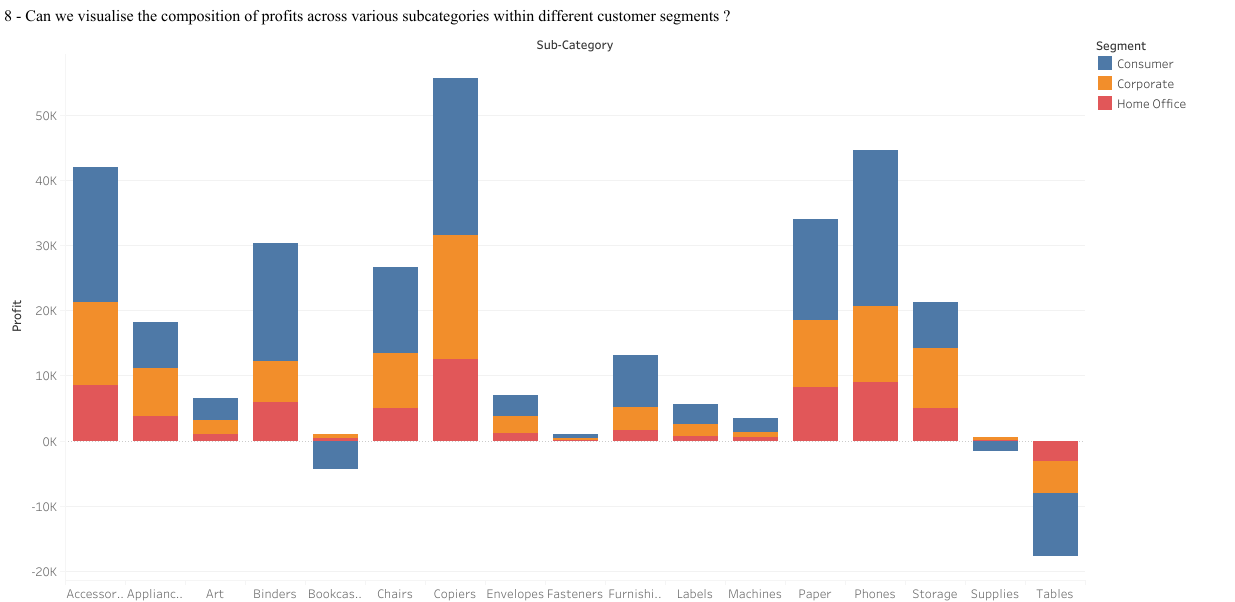 8 - Can we visualise the composition of profits across various subcategories within different customer segments ?
Sub-Category
Segment
Consumer
Corporate
Home Office
50K
40K
30K
20K
10K
0K
-10K
-20K
Profit
Accessor.. Applianc.. Art Binders Bookcas.. Chairs Copiers Envelopes Fasteners Furnishi.. Labels Machines Paper Phones Storage Supplies Tables